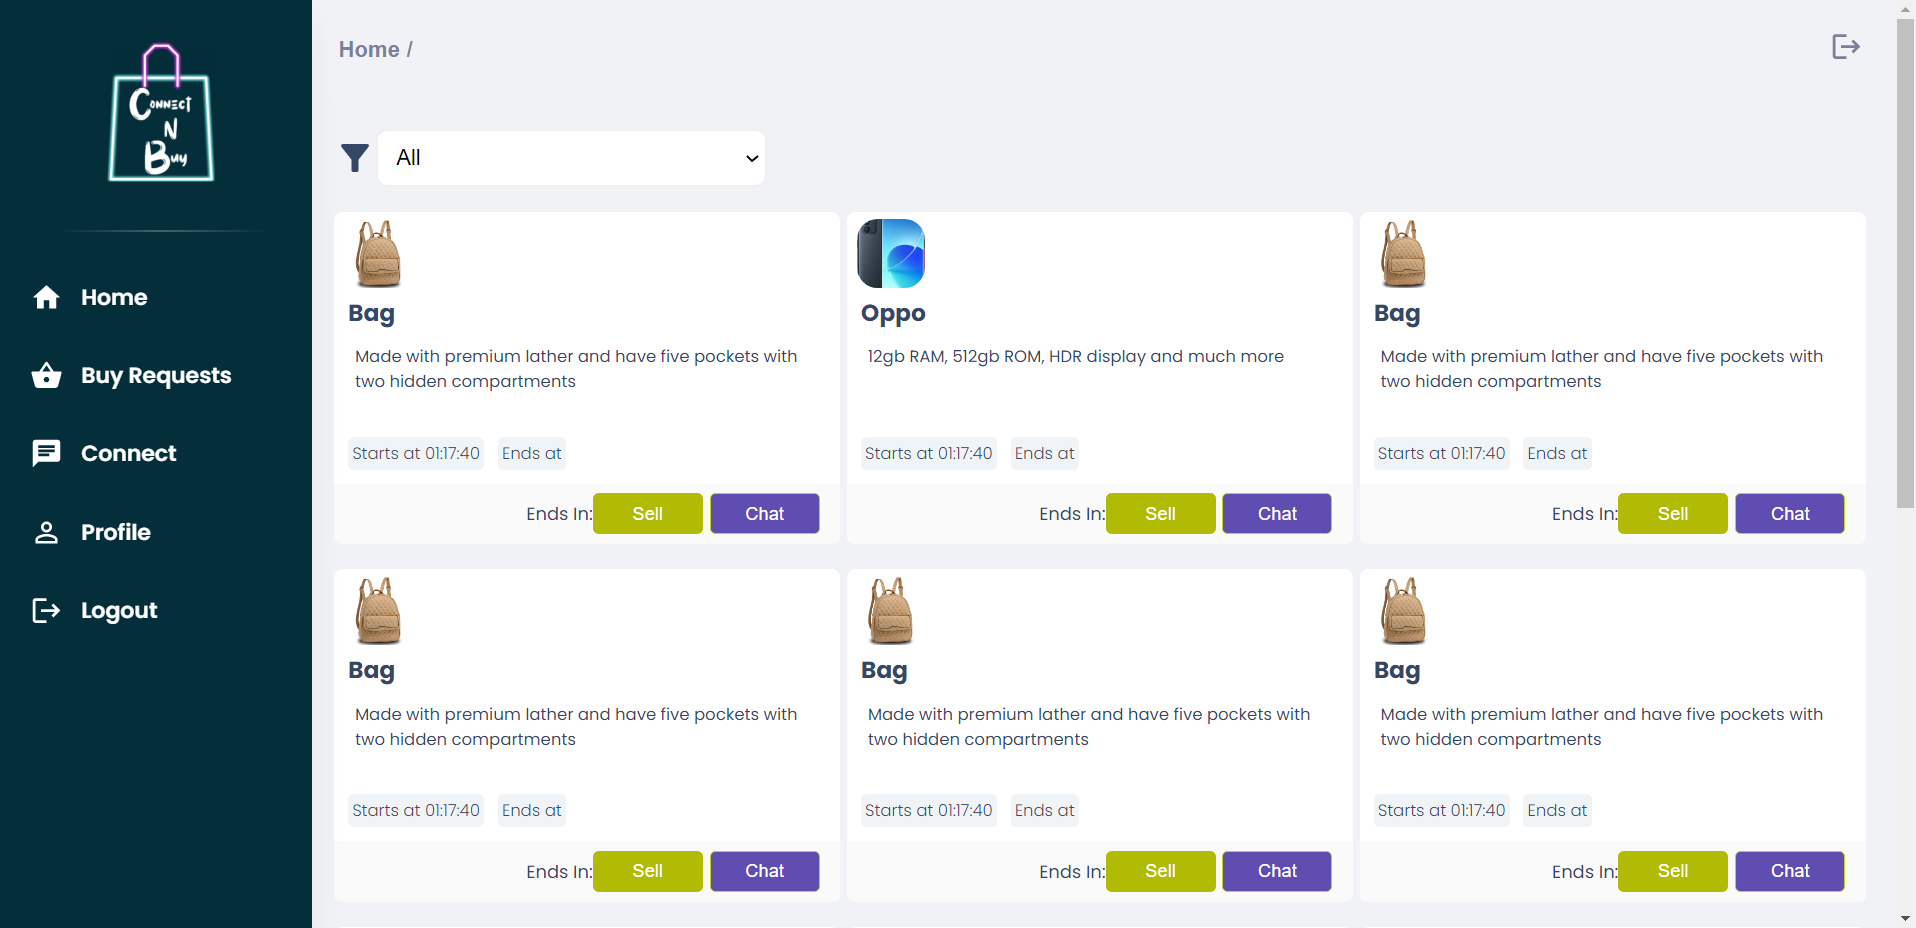 Connect
N
Buy
Home
Buy Requests
Connect
Profile
Logout
Home /
All
Bag
Made with premium lather and have five pockets with
two hidden compartments
Starts at 01:17:40 Ends at
Ends In: Sell Chat
Oppo
12gb RAM, 512gb ROM, HDR display and much more
Starts at 01:17:40 Ends at
Ends In: Sell Chat
Bag
Made with premium lather and have five pockets with
two hidden compartments
Starts at 01:17:40 Ends at
Ends In: Sell Chat
Bag
Made with premium lather and have five pockets with
two hidden compartments
Starts at 01:17:40 Ends at
Ends In: Sell Chat
Bag
Made with premium lather and have five pockets with
two hidden compartments
Starts at 01:17:40 Ends at
Ends In: Sell Chat
Bag
Made with premium lather and have five pockets with
two hidden compartments
Starts at 01:17:40 Ends at
Ends In: Sell Chat